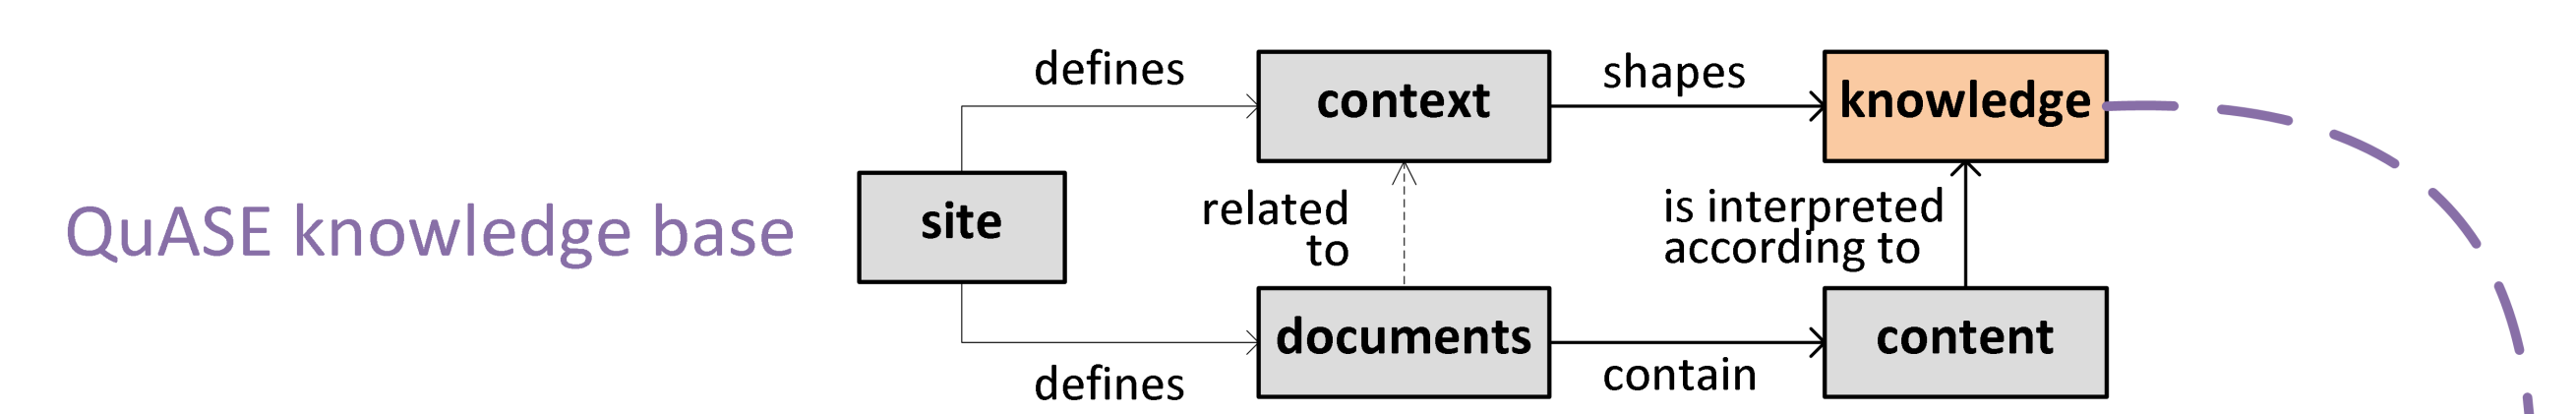 defines
context
shapes
knowledge
QuASE knowledge base
site
related
to
is interpreted
according to
defines
documents
contain
content